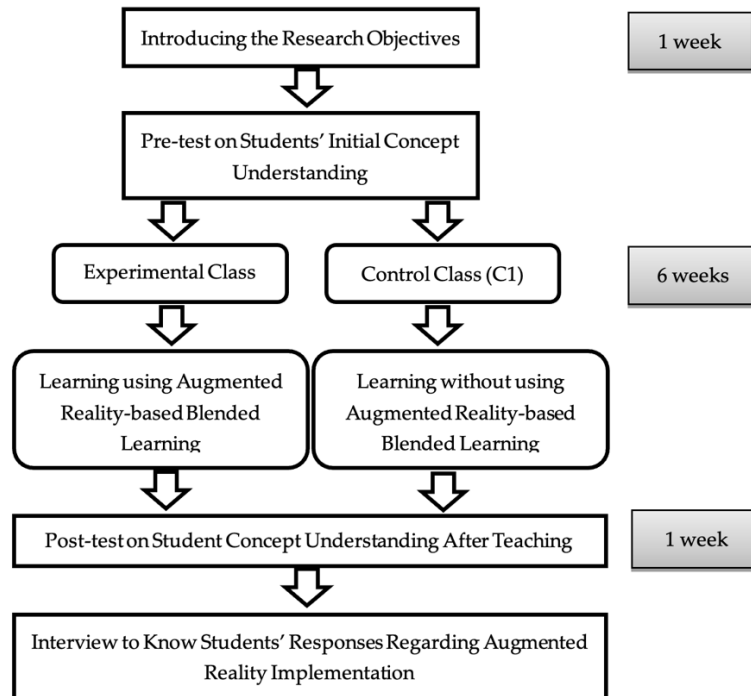 Introducing the Research Objectives
1 week
Pre-test on Students' Initial Concept
Understanding
Experimental Class
Control Class (C1)
6 weeks
Learning using Augmented
Reality-based Blended
Learning
Learning without using
Augmented Reality-based
Blended Learning
Post-test on Student Concept Understanding After Teaching
1 week
Interview to Know Students' Responses Regarding Augmented
Reality Implementation